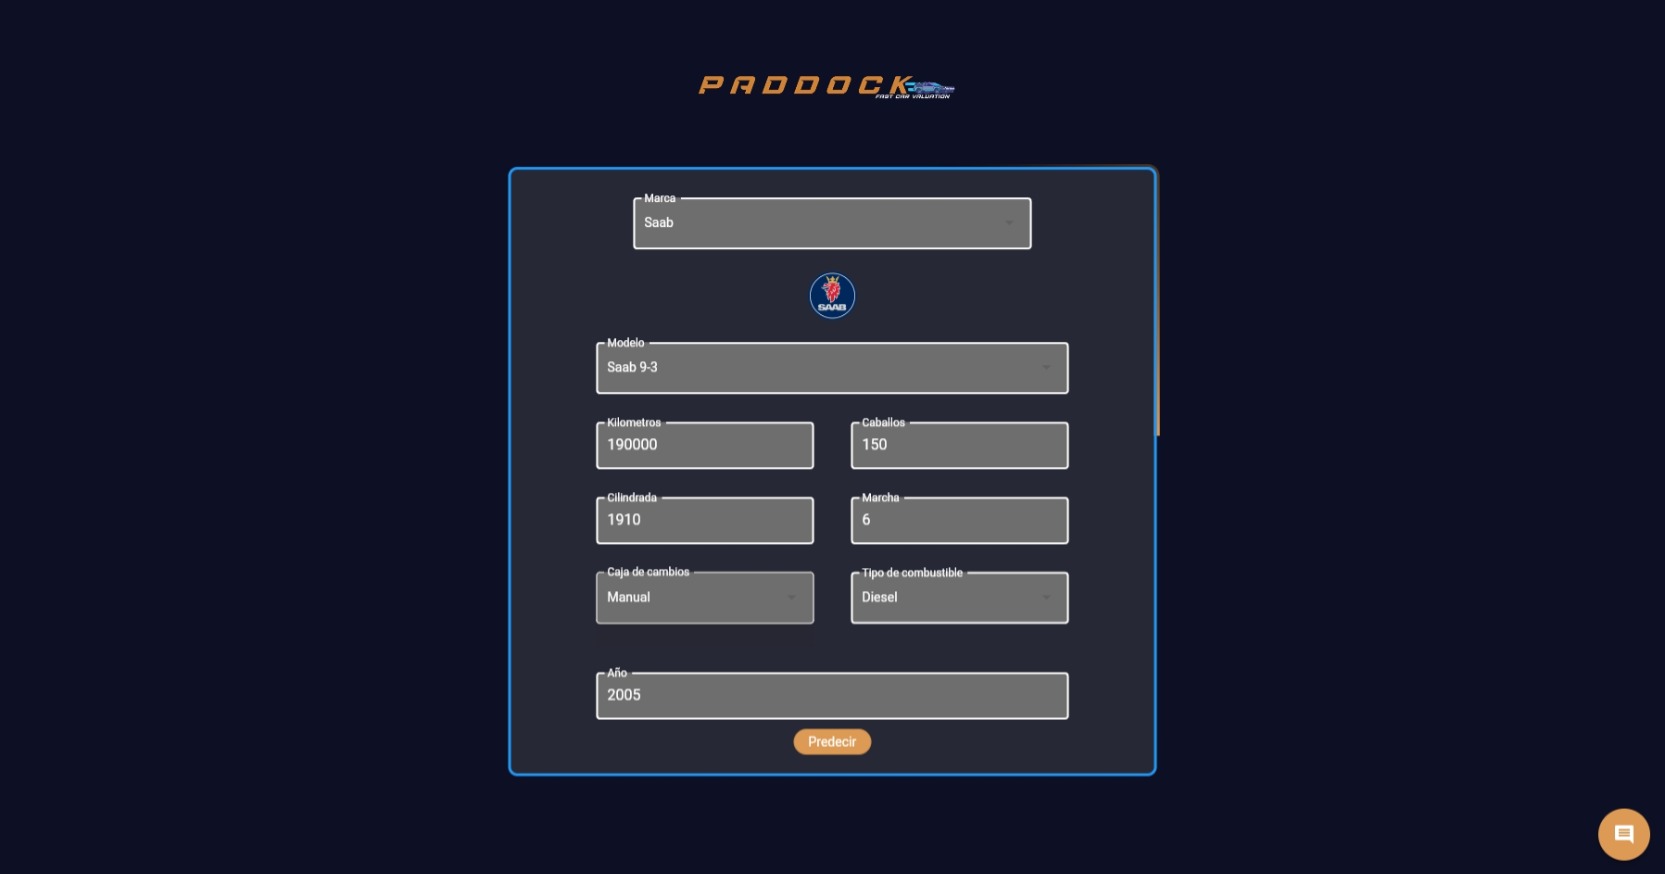 PADDOCK
FAST CAR VALUATION
Marca
Saab
SAAB
Modelo
Saab 9-3
Kilometros
190000
Caballos
150
Cilindrada
1910
Marcha
6
Caja de cambios
Manual
Tipo de combustible
Diesel
Año
2005
Predecir